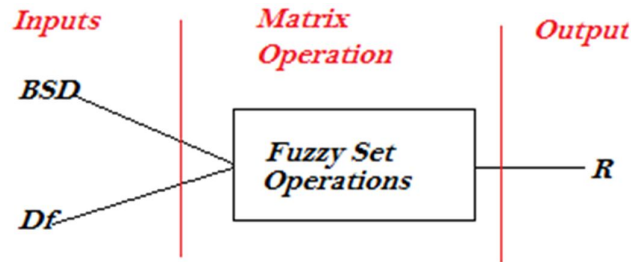 Inputs
Matrix
Operation
Output
BSD
Fuzzy Set
Operations
R
Df